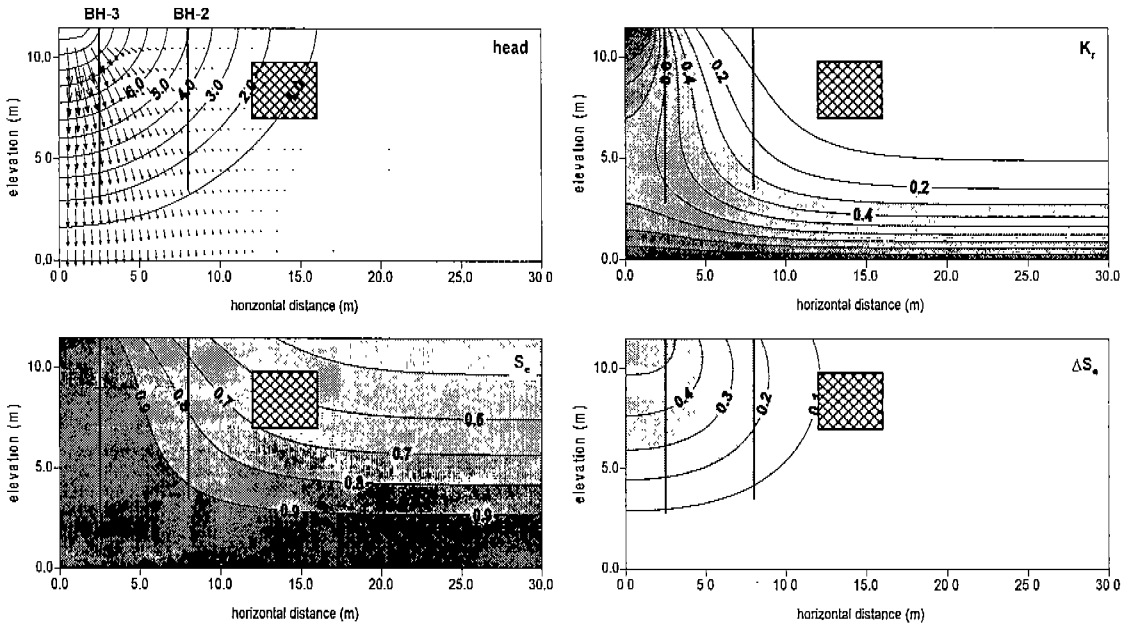 BH-3 BH-2
head
10.0
5 0
0.0
elevation (m)
6.0 5.0 4.0 3.0 2.0
0 0 5 0 10.0 15.0 20.0 25.0 30 0
horizontal distance (m)
Kr
10.0
5.0
0.0
elevation (m)
0.4 0.2
0.2
0.4
0.0 5.0 10.0 15.0 20.0 25.0 30.0
horizontal distance (m)
Se
10.0
5.0
0.0
elevation (m)
0.9 0.8 0.7
0.6
0.7
0.8
0.9 0.9
0 0 5.0 10.0 15.0 20.0 25.0 30.0
horizontal distance (m)
ΔSe
10.0
5.0
0.0
elevation (m)
0.4 0.3 0.2
0 0 5 0 10.0 15.0 20.0 25.0 30 0
horizontal distance (m)